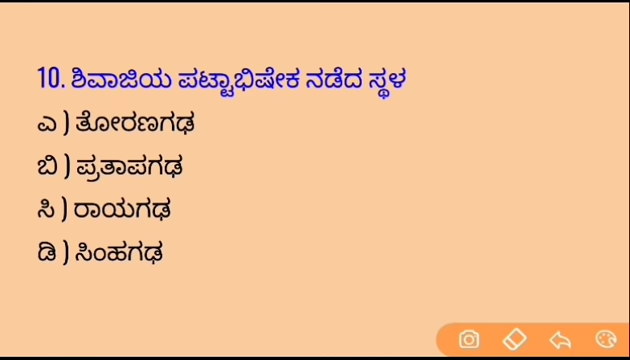 10. ಶಿವಾಜಿಯ ಪಟ್ಟಾಭಿಷೇಕ ನಡೆದ ಸ್ಥಳ
ಎ ) ತೋರಣಗಢ
ಬಿ ) ಪ್ರತಾಪಗಢ
ಸಿ ) ರಾಯಗಢ
ಡಿ ) ಸಿಂಹಗಢ